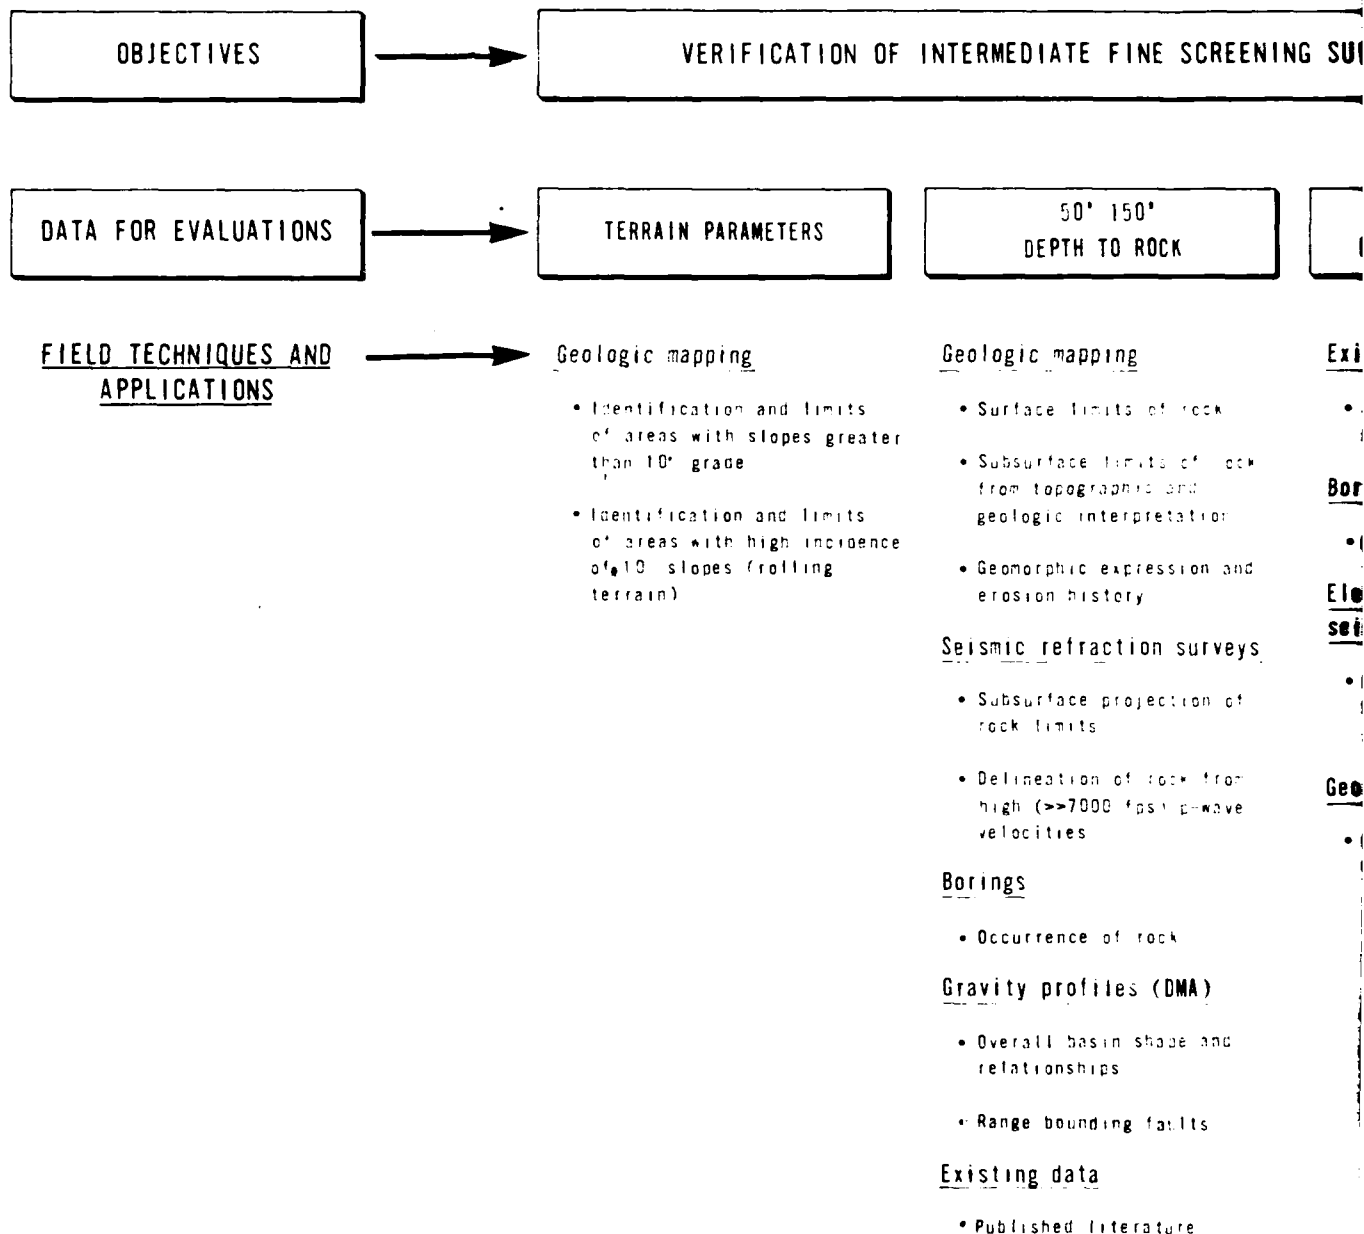 OBJECTIVES
VERIFICATION OF INTERMEDIATE FINE SCREENING
DATA FOR EVALUATIONS
TERRAIN PARAMETERS
50' 150'
DEPTH TO ROCK
FIELD TECHNIQUES AND
APPLICATIONS
Geologic mapping
• Identification and limits
of areas with slopes greater
than 10° grade
• Identification and limits
of areas with high incidence
of 10 slopes (rolling
terrain)
Geologic mapping
• Surface limits of rock
• Subsurface limits of rock
from topographic and
geologic interpretation
• Geomorphic expression and
erosion history
Seismic refraction surveys
• Subsurface projection of
rock limits
• Delineation of rock from
high (>>7000 fps) p-wave
velocities
Borings
• Occurrence of rock
Gravity profiles (DMA)
• Overall basin shape and
relationships
• Range bounding faults
Existing data
• Published literature
Exi
Bor
Ele
sei
Geo